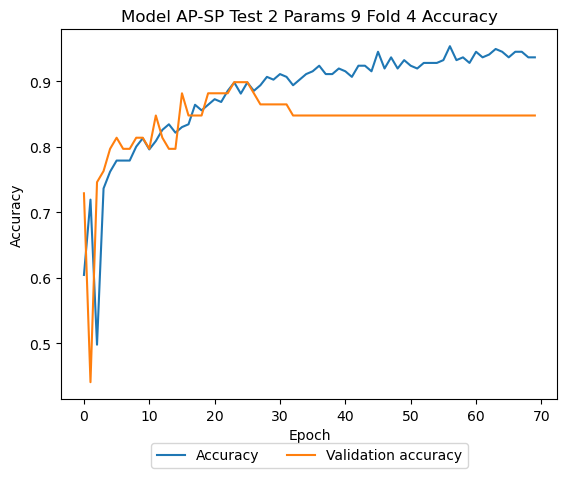 Model AP-SP Test 2 Params 9 Fold 4 Accuracy
Accuracy
0.9
0.8
0.7
0.6
0.5
0 10 20 30 40 50 60 70
Epoch
Accuracy Validation accuracy